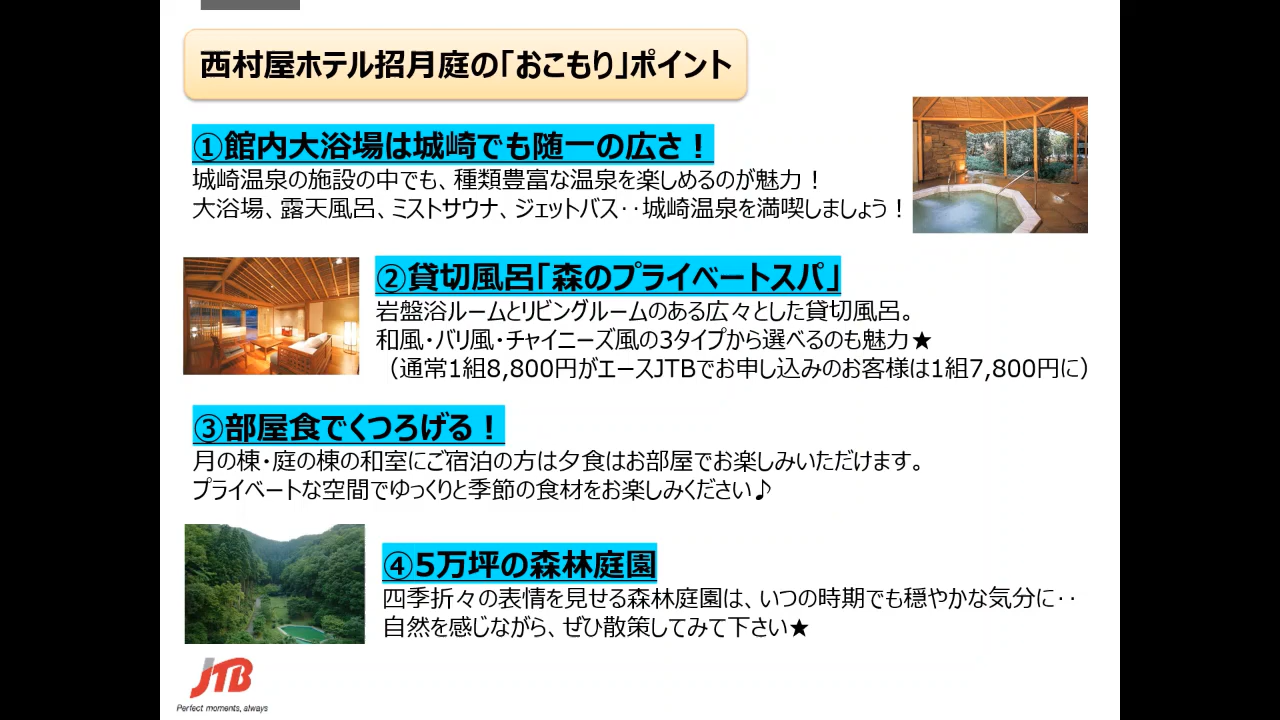 西村屋ホテル招月庭の「おこもり」ポイント
①館内大浴場は城崎でも随一の広さ！
城崎温泉の施設の中でも、種類豊富な温泉を楽しめるのが魅力！
大浴場、露天風呂、ミストサウナ、ジェットバス‥城崎温泉を満喫しましょう！
②貸切風呂「森のプライベートスパ」
岩盤浴ルームとリビングルームのある広々とした貸切風呂。
和風・バリ風・チャイニーズ風の3タイプから選べるのも魅力★
（通常1組8,800円がエースJTBでお申し込みのお客様は1組7,800円に）
③部屋食でくつろげる！
月の棟・庭の棟の和室にご宿泊の方は夕食はお部屋でお楽しみいただけます。
プライベートな空間でゆっくりと季節の食材をお楽しみください♪
④5万坪の森林庭園
四季折々の表情を見せる森林庭園は、いつの時期でも穏やかな気分に‥
自然を感じながら、ぜひ散策してみて下さい★
JTB
Perfect moments, always